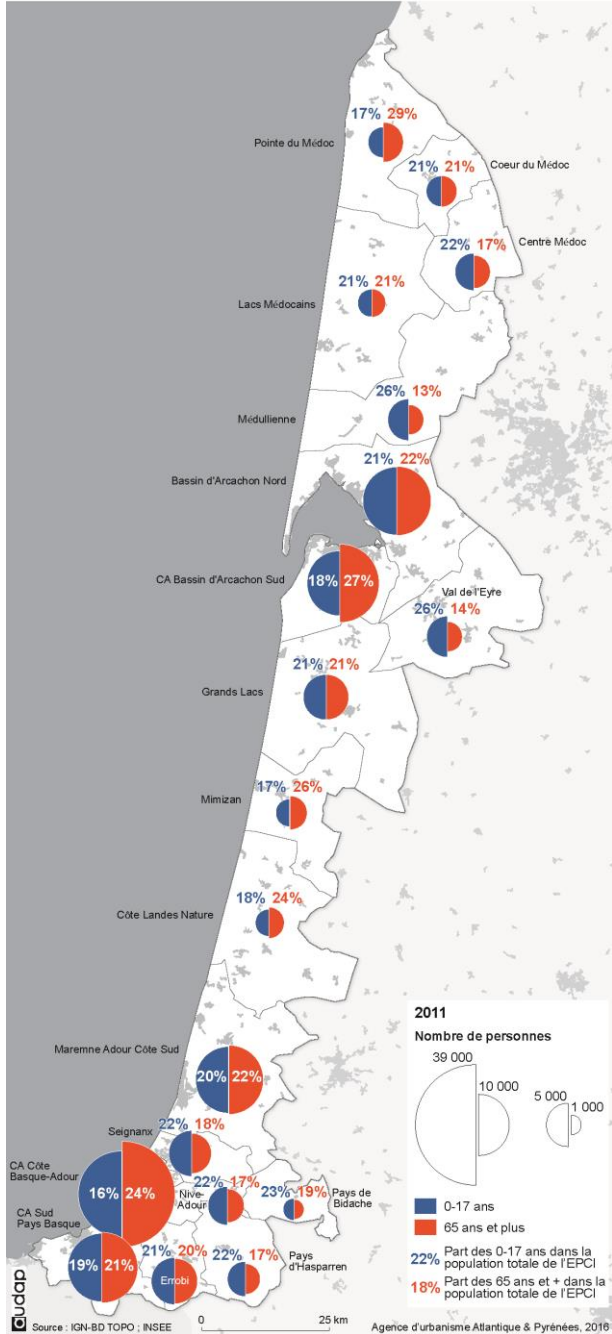 17% 29%
Pointe du Médoc
21% 21%
Coeur du Médoc
22% 17%
Centre Médoc
21% 21%
Lacs Médocains
26% 13%
Médullienne
21% 22%
Bassin d'Arcachon Nord
CA Bassin d'Arcachon Sud
18% 27%
Val de l'Eyre
26% 14%
21% 21%
Grands Lacs
17% 26%
Mimizan
18% 24%
Côte Landes Nature
Maremne Adour Côte Sud
20% 22%
22% 18%
Seignanx
CA Côte
Basque-Adour
16% 24%
22% 17%
Nive-
Adour
23% 19%
Pays de
Bidache
CA Sud
Pays Basque
19% 21%
21% 20%
Errobi
22% 17%
Pays
d'Hasparren
2011
Nombre de personnes
39 000
10 000
5 000
1 000
0-17 ans
65 ans et plus
22% Part des 0-17 ans dans la
population totale de l'EPCI
18% Part des 65 ans et + dans la
population totale de l'EPCI
audap
Source : IGN-BD TOPO ; INSEE
0 25 km
Agence d'urbanisme Atlantique & Pyrénées, 2016